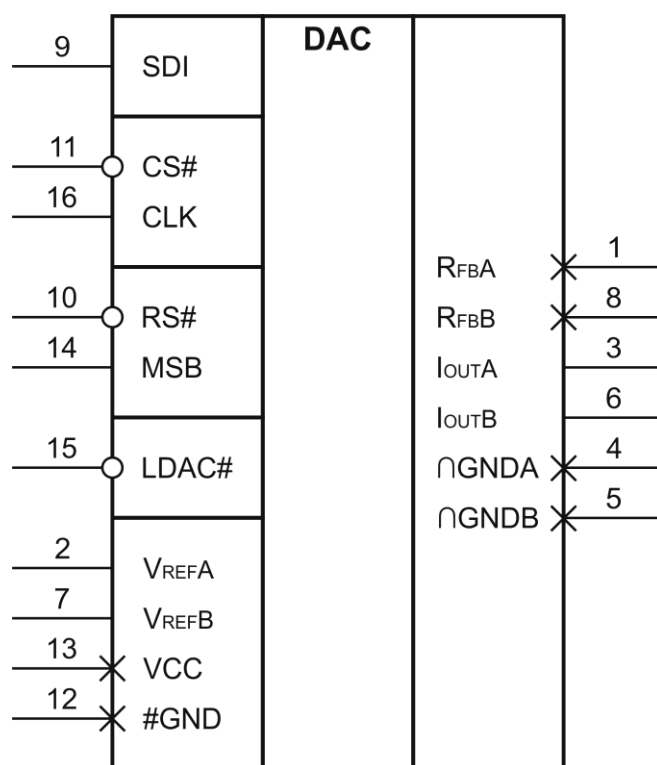 DAC
9 SDI
11 CS#
16 CLK
RFBA 1
10 RS# RFBB 8
14 MSB IOUTA 3
IOUTB 6
15 LDAC# ∩GNDA 4
∩GNDB 5
2 VREFA
7 VREFB
13 VCC
12 #GND